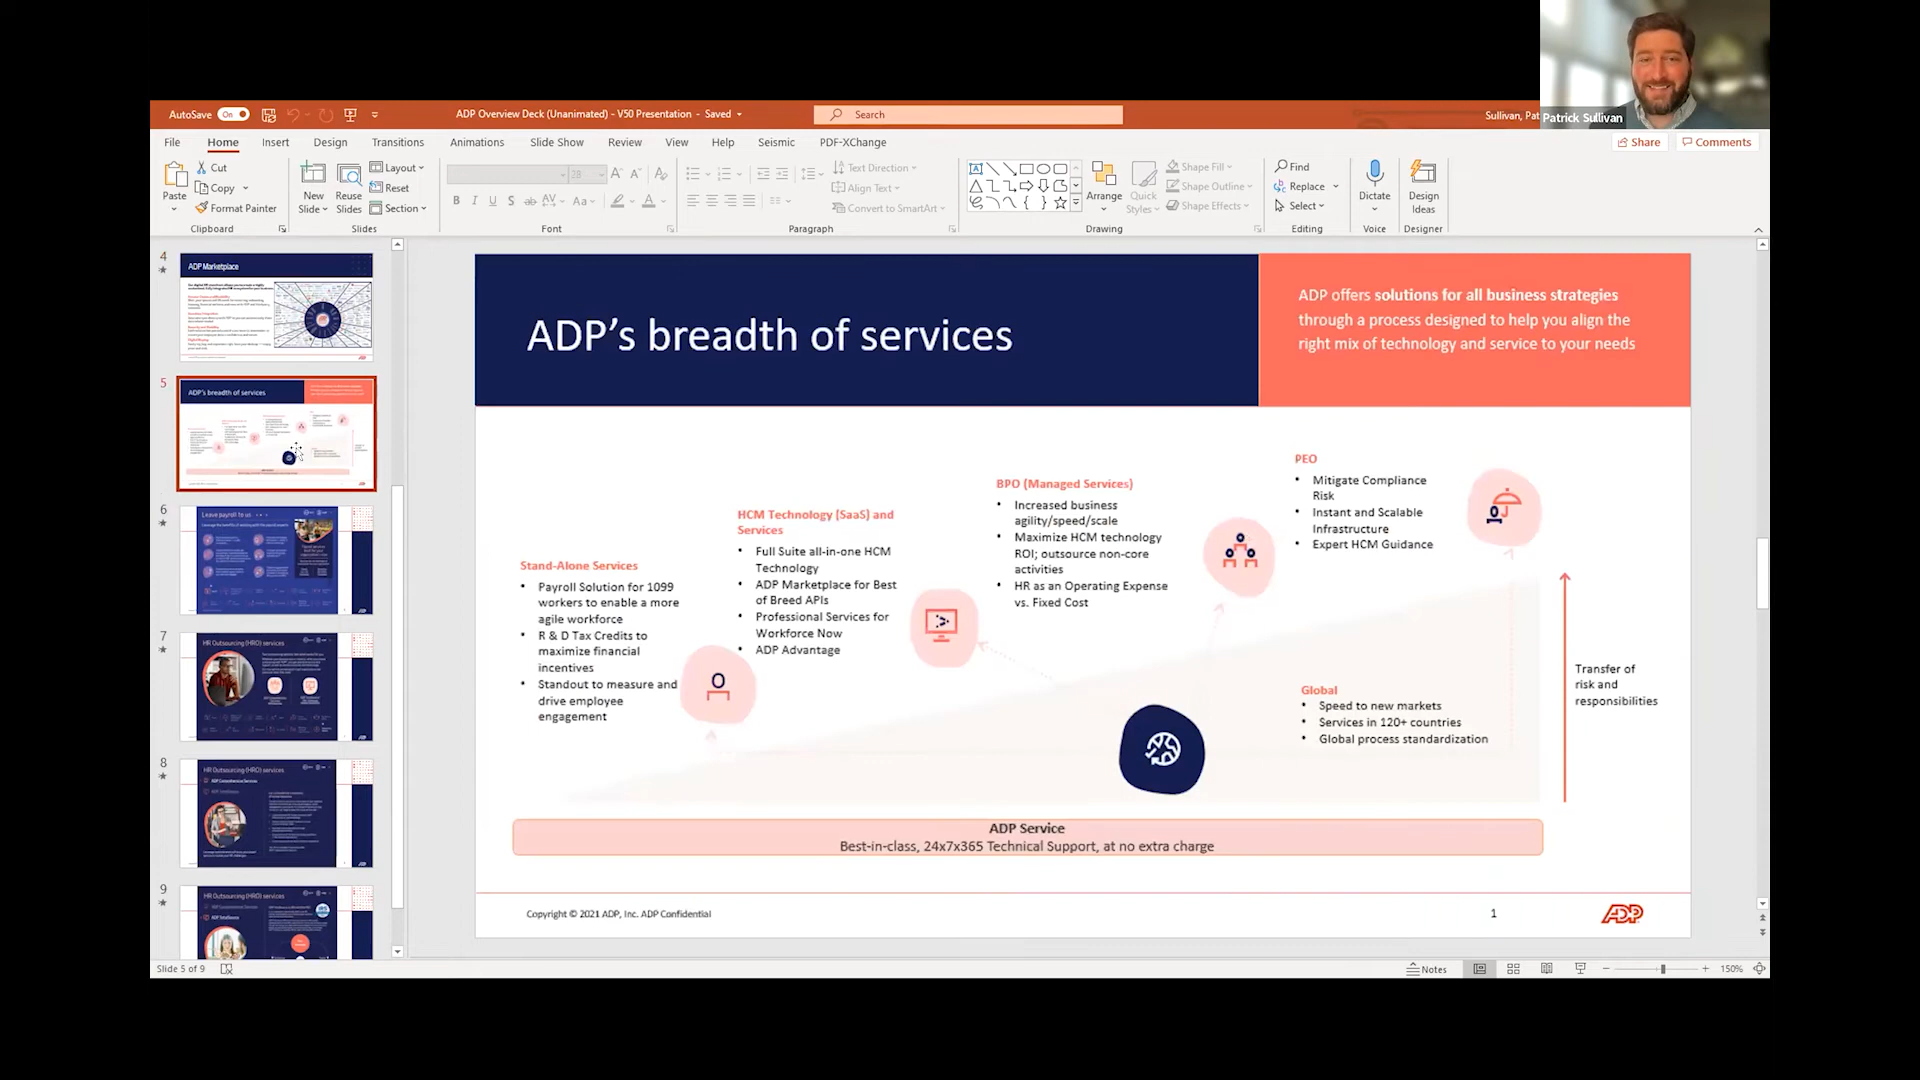 AutoSave On
ADP Overview Deck (Unanimated) - V50 Presentation - Saved
Search
Sullivan, Pat
Patrick Sullivan
File Home Insert Design Transitions Animations Slide Show Review View Help Seismic PDF-XChange
Share Comments
Paste
Cut
Copy
Format Painter
Clipboard
New Slide
Reuse Slides
Layout
Reset
Section
Slides
28
Font
Text Direction
Align Text
Convert to SmartArt
Paragraph
Arrange
Quick Styles
Shape Fill
Shape Outline
Shape Effects
Drawing
Find
Replace
Select
Editing
Dictate
Voice
Design Ideas
Designer
4
ADP Marketplace
5
ADP's breadth of services
6
Leave payroll to us
7
HR Outsourcing (HRO) services
8
HR Outsourcing (HRO) services
9
HR Outsourcing (HRO) services
ADP's breadth of services
ADP offers solutions for all business strategies
through a process designed to help you align the
right mix of technology and service to your needs
Stand-Alone Services
• Payroll Solution for 1099
workers to enable a more
agile workforce
• R & D Tax Credits to
maximize financial
incentives
• Standout to measure and
drive employee
engagement
HCM Technology (SaaS) and
Services
• Full Suite all-in-one HCM
Technology
• ADP Marketplace for Best
of Breed APIs
• Professional Services for
Workforce Now
• ADP Advantage
BPO (Managed Services)
• Increased business
agility/speed/scale
• Maximize HCM technology
ROI; outsource non-core
activities
• HR as an Operating Expense
vs. Fixed Cost
PEO
• Mitigate Compliance
Risk
• Instant and Scalable
Infrastructure
• Expert HCM Guidance
Global
• Speed to new markets
• Services in 120+ countries
• Global process standardization
Transfer of
risk and
responsibilities
ADP Service
Best-in-class, 24x7x365 Technical Support, at no extra charge
Copyright © 2021 ADP, Inc. ADP Confidential
1
ADP
Slide 5 of 9
Notes
150%